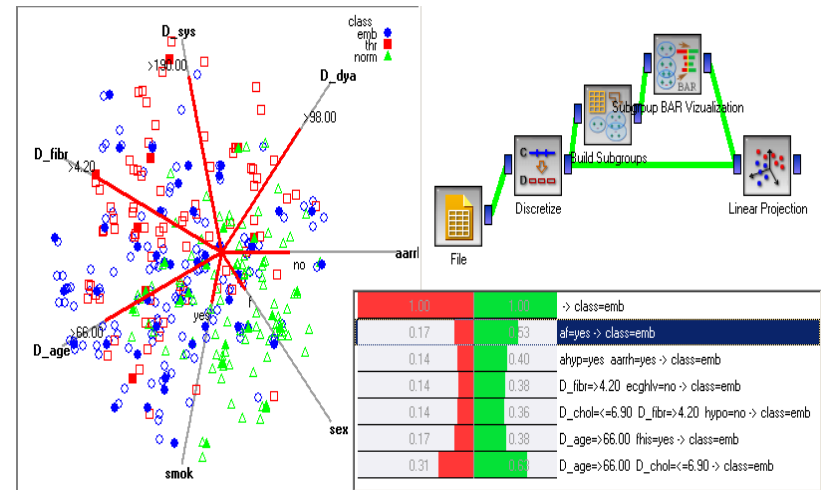 D_sys
class
emb
thr
norm
>130.00
D_dya
>98.00
D_fibr
>4.20
aarrl
no
f
yes
>66.00
D_age
sex
smok
BAR
Subgroup BAR Vizualization
Build Subgroups
C
D
Discretize
Linear Projection
File
1.00 1.00 -> class=emb
0.17 0.53 af=yes -> class=emb
0.14 0.40 ahyp=yes aarrh=yes -> class=emb
0.14 0.38 D_fibr=>4.20 ecghlv=no -> class=emb
0.14 0.36 D_chol=<=6.90 D_fibr=>4.20 hypo=no -> class=emb
0.17 0.38 D_age=>66.00 fhis=yes -> class=emb
0.31 0.63 D_age=>66.00 D_chol=<=6.90 -> class=emb